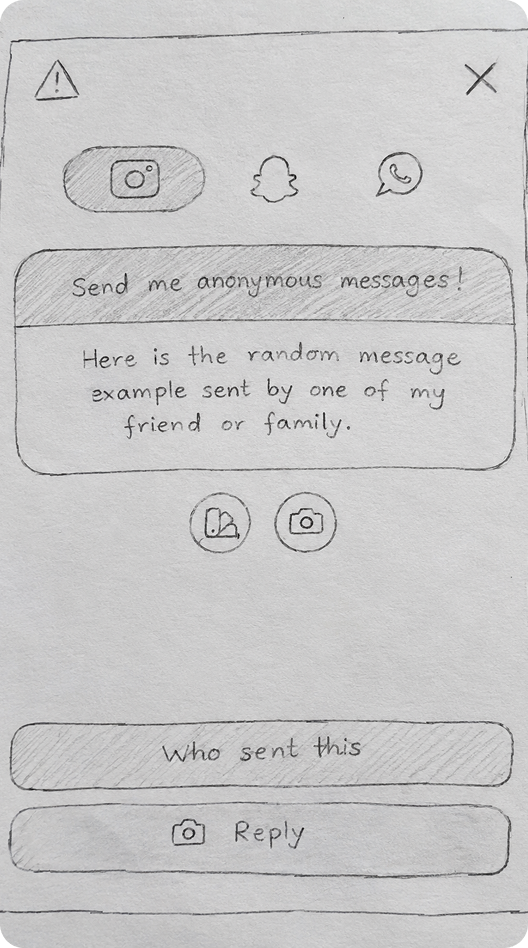 Send me anonymous messages!
Here is the random message
example sent by one of my
friend or family.
Who sent this
Reply